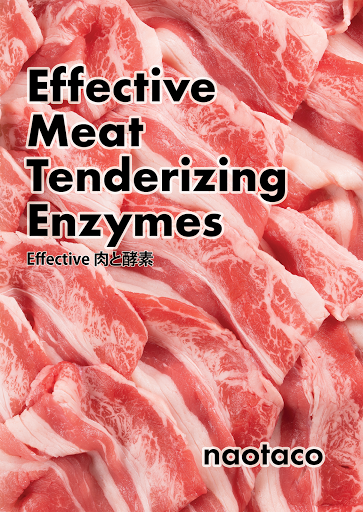 Effective
Meat
Tenderizing
Enzymes
Effective 肉と酵素
naotaco